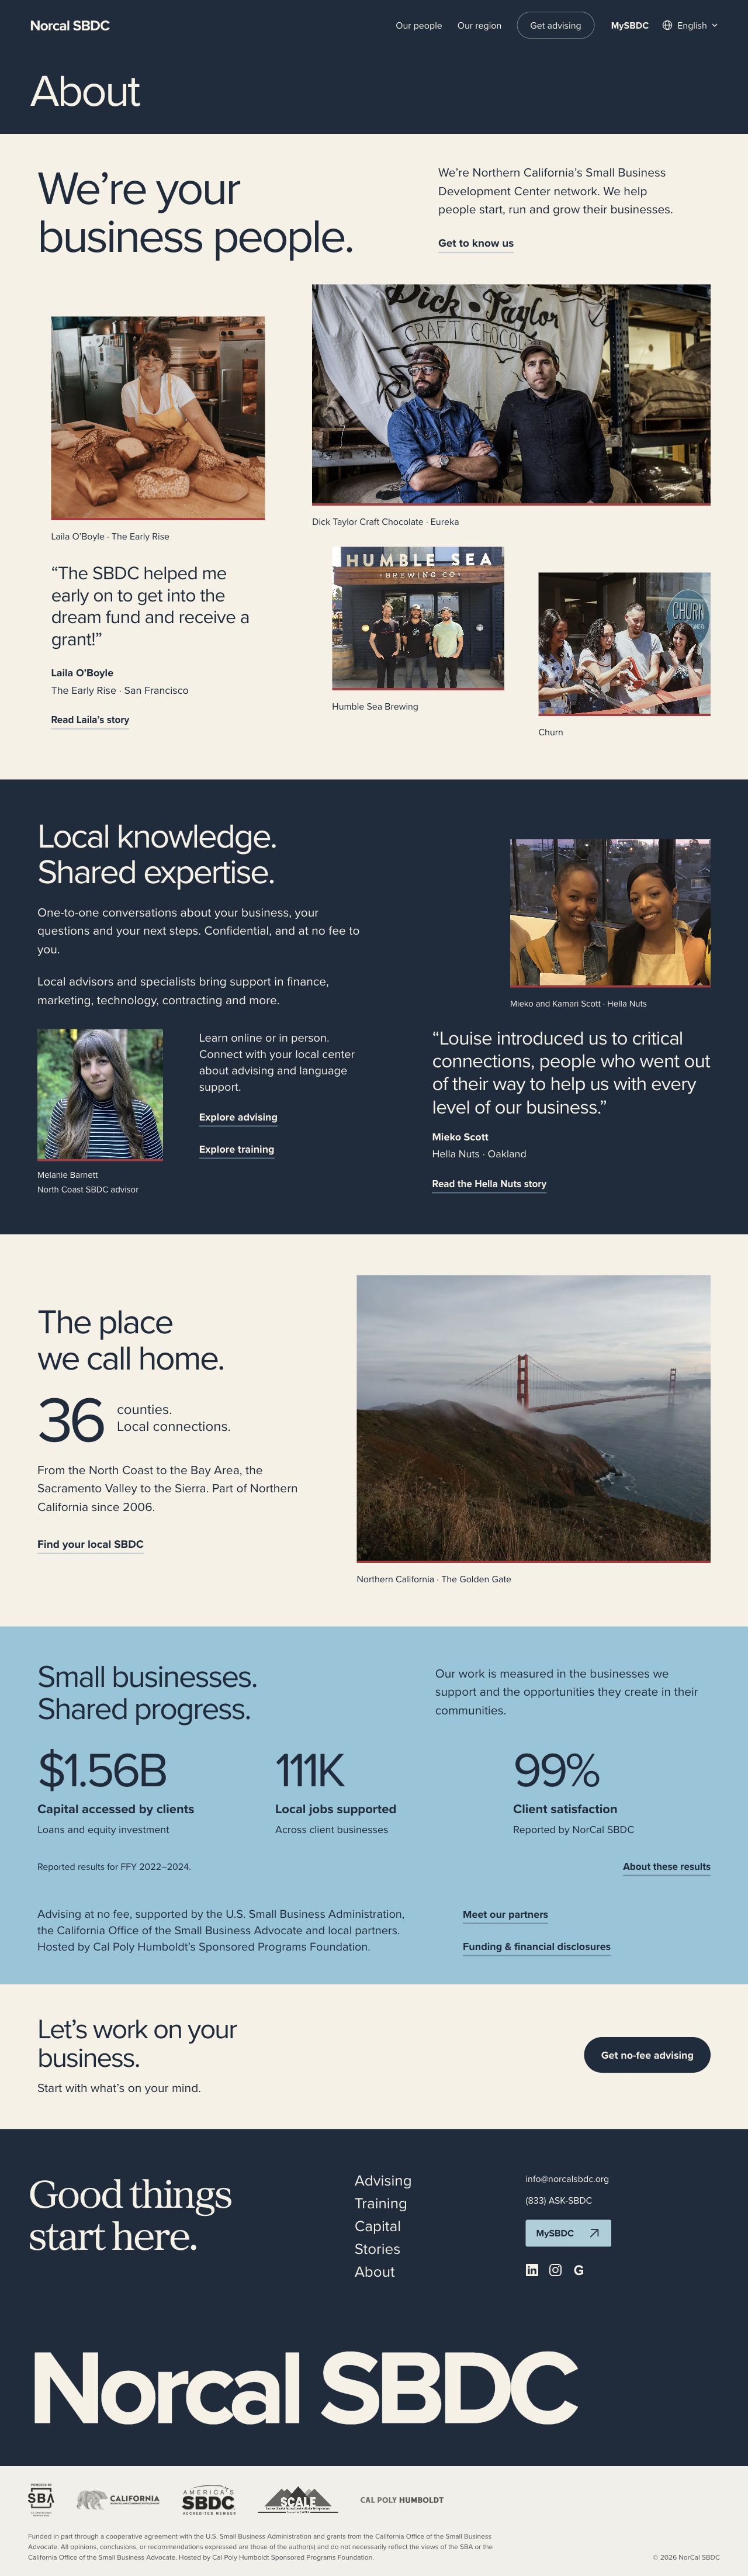 Norcal SBDC
Our people
Our region
Get advising
MySBDC
English
About
We're your
business people.
We're Northern California's Small Business
Development Center network. We help
people start, run and grow their businesses.
Get to know us
Dick · Taylor
CRAFT CHOCOL
Laila O'Boyle · The Early Rise
Dick Taylor Craft Chocolate · Eureka
"The SBDC helped me
early on to get into the
dream fund and receive a
grant!"
Laila O'Boyle
The Early Rise · San Francisco
Read Laila's story
HUMBLE SEA
BREWING CO
Humble Sea Brewing
CHURN
Churn
Local knowledge.
Shared expertise.
One-to-one conversations about your business, your
questions and your next steps. Confidential, and at no fee to
you.
Local advisors and specialists bring support in finance,
marketing, technology, contracting and more.
Melanie Barnett
North Coast SBDC advisor
Learn online or in person.
Connect with your local center
about advising and language
support.
Explore advising
Explore training
Mieko and Kamari Scott · Hella Nuts
"Louise introduced us to critical
connections, people who went out
of their way to help us with every
level of our business."
Mieko Scott
Hella Nuts · Oakland
Read the Hella Nuts story
The place
we call home.
36
counties.
Local connections.
From the North Coast to the Bay Area, the
Sacramento Valley to the Sierra. Part of Northern
California since 2006.
Find your local SBDC
Northern California · The Golden Gate
Small businesses.
Shared progress.
Our work is measured in the businesses we
support and the opportunities they create in their
communities.
$1.56B
Capital accessed by clients
Loans and equity investment
111K
Local jobs supported
Across client businesses
99%
Client satisfaction
Reported by NorCal SBDC
Reported results for FFY 2022–2024.
About these results
Advising at no fee, supported by the U.S. Small Business Administration,
the California Office of the Small Business Advocate and local partners.
Hosted by Cal Poly Humboldt's Sponsored Programs Foundation.
Meet our partners
Funding & financial disclosures
Let's work on your
business.
Start with what's on your mind.
Get no-fee advising
Good things
start here.
Advising
Training
Capital
Stories
About
info@norcalsbdc.org
(833) ASK-SBDC
MySBDC
Norcal SBDC
POWERED BY
SBA
CALIFORNIA
AMERICA'S
SBDC
ACCREDITED MEMBER
SCALE
CAL POLY HUMBOLDT
Funded in part through a cooperative agreement with the U.S. Small Business Administration and grants from the California Office of the Small Business
Advocate. All opinions, conclusions, or recommendations expressed are those of the author(s) and do not necessarily reflect the views of the SBA or the
California Office of the Small Business Advocate. Hosted by Cal Poly Humboldt Sponsored Programs Foundation.
© 2026 NorCal SBDC